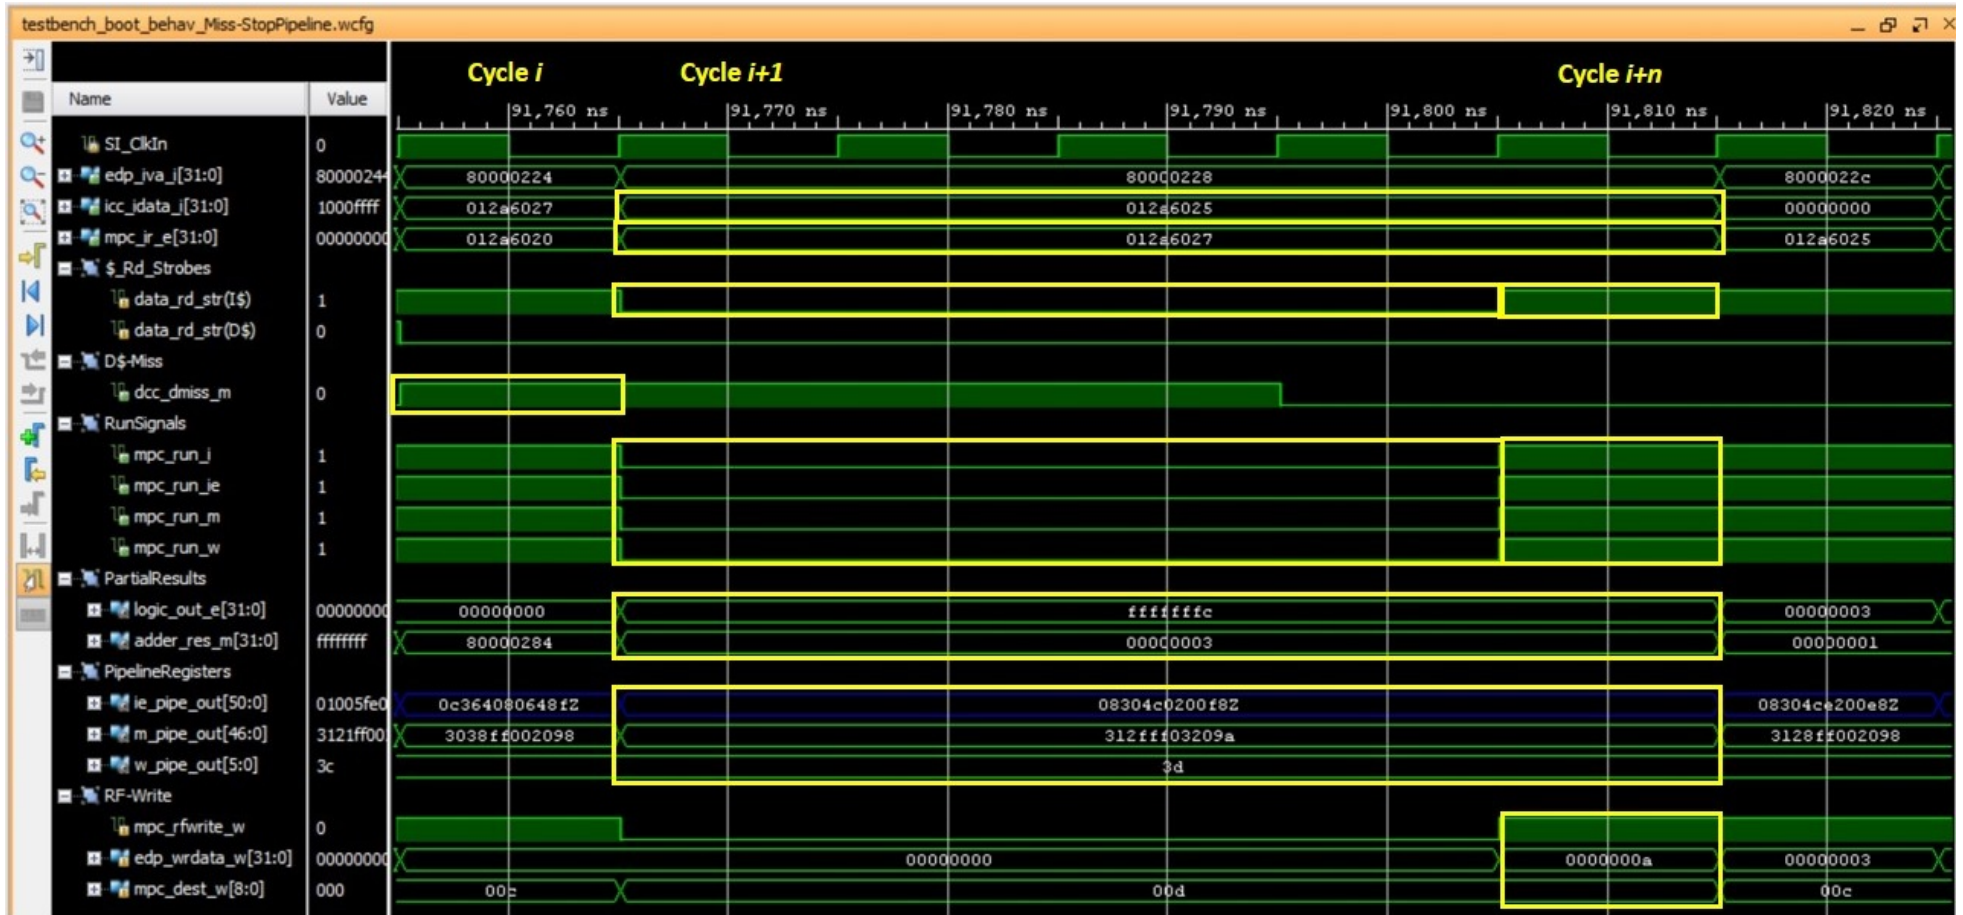 testbench_boot_behav_Miss-StopPipeline.wcfg
Cycle i Cycle i+1 Cycle i+n
Name Value
91,760 ns 91,770 ns 91,780 ns 91,790 ns 91,800 ns 91,810 ns 91,820 ns
SI_ClkIn 0
edp_iva_i[31:0] 80000244 80000224 80000228 8000022c
icc_idata_i[31:0] 1000ffff 012a6027 012a6025 00000000
mpc_ir_e[31:0] 00000000 012a6020 012a6027 012a6025
$_Rd_Strobes
data_rd_str(I$) 1
data_rd_str(D$) 0
D$-Miss
dcc_dmiss_m 0
RunSignals
mpc_run_i 1
mpc_run_ie 1
mpc_run_m 1
mpc_run_w 1
PartialResults
logic_out_e[31:0] 00000000 00000000 fffffffc 00000003
adder_res_m[31:0] ffffffff 80000284 00000003 00000001
PipelineRegisters
ie_pipe_out[50:0] 01005fe0 0c364080648fZ 08304c0200f8Z 08304ce200e8Z
m_pipe_out[46:0] 3121ff00 3038ff002098 312fff03209a 3128ff002098
w_pipe_out[5:0] 3c 3d
RF-Write
mpc_rfwrite_w 0
edp_wrdata_w[31:0] 00000000 00000000 0000000a 00000003
mpc_dest_w[8:0] 000 00c 00d 00c